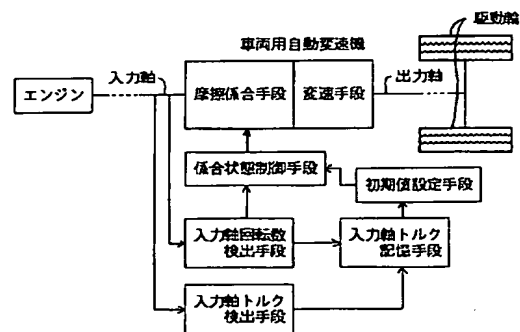 駆動輪
車両用自動変速機
入力軸
出力軸
エンジン
摩擦係合手段
変速手段
係合状態制御手段
初期値設定手段
入力軸回転数
検出手段
入力軸トルク
記憶手段
入力軸トルク
検出手段